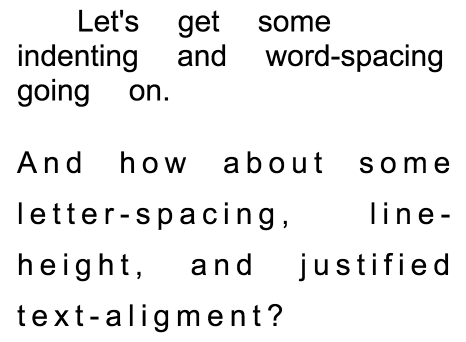 Let's get some
indenting and word-spacing
going on.
And how about some
letter-spacing, line-
height, and justified
text-aligment?